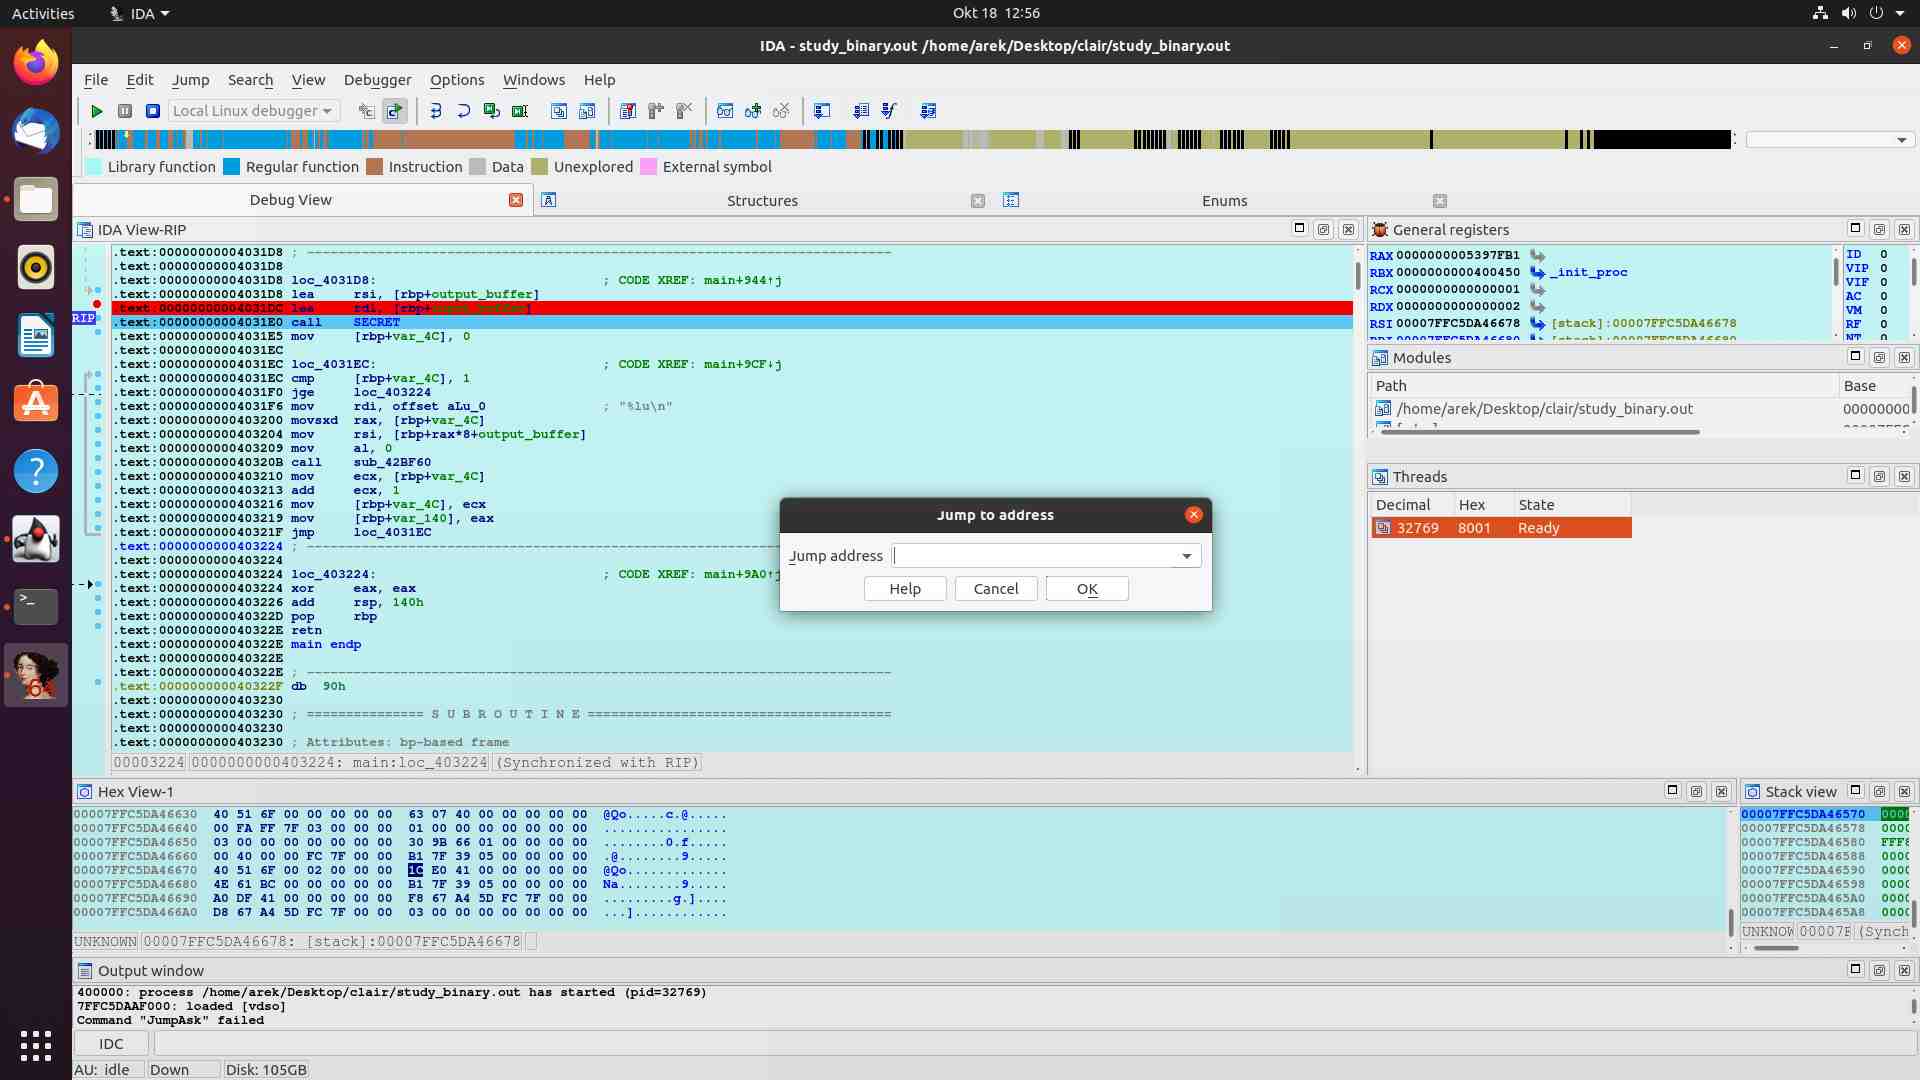 Activities
IDA
Okt 18 12:56
IDA - study_binary.out /home/arek/Desktop/clair/study_binary.out
File Edit Jump Search View Debugger Options Windows Help
Local Linux debugger
Library function Regular function Instruction Data Unexplored External symbol
Debug View
Structures
Enums
IDA View-RIP
.text:00000000004031D8 ; ---------------------------------------------------------------------------
.text:00000000004031D8
.text:00000000004031D8 loc_4031D8: ; CODE XREF: main+944↑j
.text:00000000004031D8 lea rsi, [rbp+output_buffer]
.text:00000000004031DC lea rdi, [rbp+
RIP
.text:00000000004031E0 call SECRET
.text:00000000004031E5 mov [rbp+var_4C], 0
.text:00000000004031EC
.text:00000000004031EC loc_4031EC: ; CODE XREF: main+9CF↓j
.text:00000000004031EC cmp [rbp+var_4C], 1
.text:00000000004031F0 jge loc_403224
.text:00000000004031F6 mov rdi, offset aLu_0 ; "%lu\n"
.text:0000000000403200 movsxd rax, [rbp+var_4C]
.text:0000000000403204 mov rsi, [rbp+rax*8+output_buffer]
.text:0000000000403209 mov al, 0
.text:000000000040320B call sub_42BF60
.text:0000000000403210 mov ecx, [rbp+var_4C]
.text:0000000000403213 add ecx, 1
.text:0000000000403216 mov [rbp+var_4C], ecx
.text:0000000000403219 mov [rbp+var_140], eax
.text:000000000040321F jmp loc_4031EC
.text:0000000000403224 ; -------------------------------------------------------------
.text:0000000000403224
.text:0000000000403224 loc_403224: ; CODE XREF: main+9A0↑j
.text:0000000000403224 xor eax, eax
.text:0000000000403226 add rsp, 140h
.text:000000000040322D pop rbp
.text:000000000040322E retn
.text:000000000040322E main endp
.text:000000000040322E
.text:000000000040322E ; ---------------------------------------------------------------------------
.text:000000000040322F db 90h
.text:0000000000403230
.text:0000000000403230 ; =============== S U B R O U T I N E =======================================
.text:0000000000403230
.text:0000000000403230 ; Attributes: bp-based frame
00003224 0000000000403224: main:loc_403224 (Synchronized with RIP)
Jump to address
Jump address
Help
Cancel
OK
General registers
RAX 0000000005397FB1
RBX 0000000000400450 _init_proc
RCX 0000000000000001
RDX 0000000000000002
RSI 00007FFC5DA46678 [stack]:00007FFC5DA46678
ID 0
VIP 0
VIF 0
AC 0
VM 0
RF 0
Modules
Path Base
/home/arek/Desktop/clair/study_binary.out 00000000
Threads
Decimal Hex State
32769 8001 Ready
Hex View-1
00007FFC5DA46630 40 51 6F 00 00 00 00 00 63 07 40 00 00 00 00 00 @Qo.....c.@.....
00007FFC5DA46640 00 FA FF 7F 03 00 00 00 01 00 00 00 00 00 00 00 ................
00007FFC5DA46650 03 00 00 00 00 00 00 00 30 9B 66 01 00 00 00 00 ........0.f.....
00007FFC5DA46660 00 40 00 00 FC 7F 00 00 B1 7F 39 05 00 00 00 00 .@........9.....
00007FFC5DA46670 40 51 6F 00 02 00 00 00 1C E0 41 00 00 00 00 00 @Qo.............
00007FFC5DA46680 4E 61 BC 00 00 00 00 00 B1 7F 39 05 00 00 00 00 Na........9.....
00007FFC5DA46690 A0 DF 41 00 00 00 00 00 F8 67 A4 5D FC 7F 00 00 .........g.]....
00007FFC5DA466A0 D8 67 A4 5D FC 7F 00 00 03 00 00 00 00 00 00 00 ...]............
UNKNOWN 00007FFC5DA46678: [stack]:00007FFC5DA46678
Stack view
00007FFC5DA46570 0000
00007FFC5DA46578 0000
00007FFC5DA46580 FFF8
00007FFC5DA46588 0000
00007FFC5DA46590 0000
00007FFC5DA46598 0000
00007FFC5DA465A0 0000
00007FFC5DA465A8 0000
UNKNOW 00007F (Synch
Output window
400000: process /home/arek/Desktop/clair/study_binary.out has started (pid=32769)
7FFC5DAAF000: loaded [vdso]
Command "JumpAsk" failed
IDC
AU: idle Down Disk: 105GB